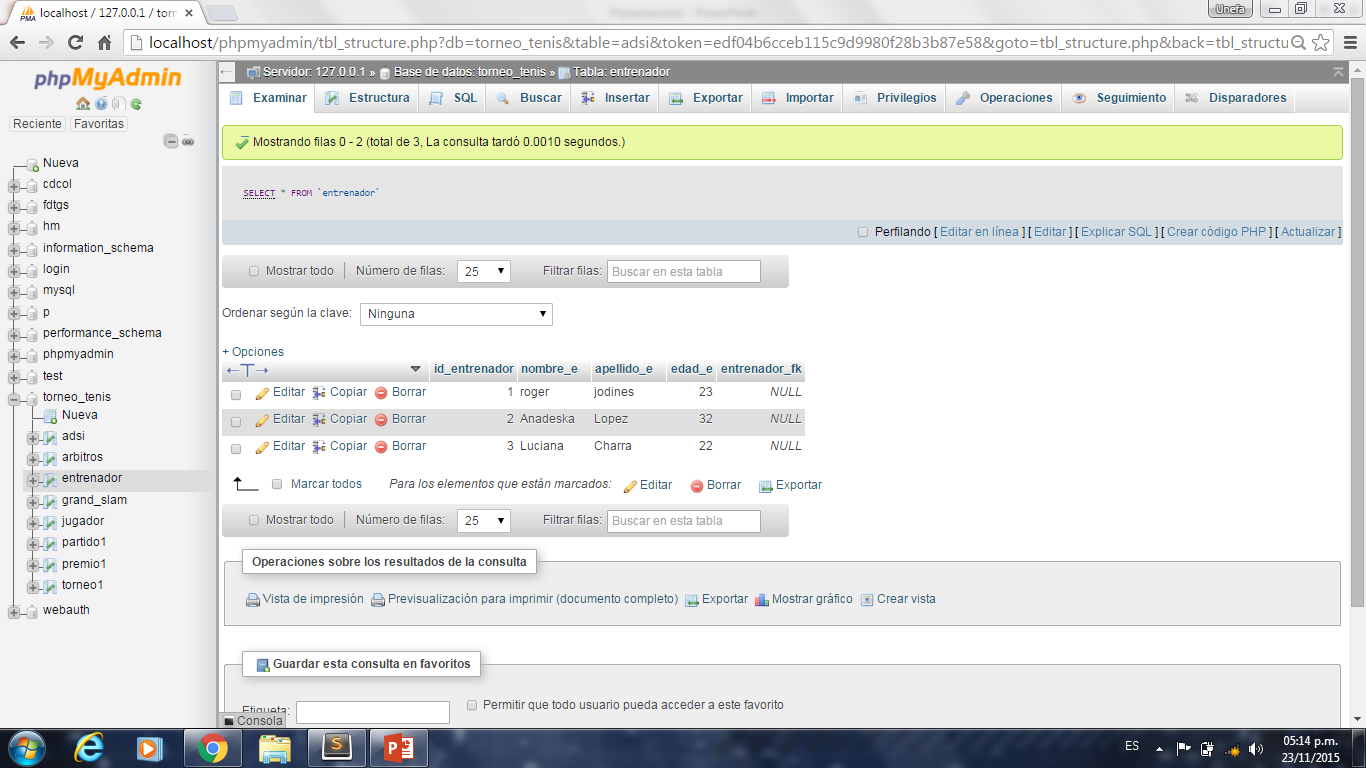 localhost / 127.0.0.1 / torn
Unefa
localhost/phpmyadmin/tbl_structure.php?db=torneo_tenis&table=adsi&token=edf04b6cceb115c9d9980f28b3b87e58&goto=tbl_structure.php&back=tbl_structu
phpMyAdmin
Reciente Favoritas
Nueva
cdcol
fdtgs
hm
information_schema
login
mysql
p
performance_schema
phpmyadmin
test
torneo_tenis
Nueva
adsi
arbitros
entrenador
grand_slam
jugador
partido1
premio1
torneo1
webauth
Servidor: 127.0.0.1 » Base de datos: torneo_tenis » Tabla: entrenador
Examinar Estructura SQL Buscar Insertar Exportar Importar Privilegios Operaciones Seguimiento Disparadores
Mostrando filas 0 - 2 (total de 3, La consulta tardó 0.0010 segundos.)
SELECT * FROM `entrenador`
Perfilando [ Editar en línea ] [ Editar ] [ Explicar SQL ] [ Crear código PHP ] [ Actualizar ]
Mostrar todo Número de filas: 25 Filtrar filas: Buscar en esta tabla
Ordenar según la clave: Ninguna
+ Opciones
←T→ id_entrenador nombre_e apellido_e edad_e entrenador_fk
Editar Copiar Borrar 1 roger jodines 23 NULL
Editar Copiar Borrar 2 Anadeska Lopez 32 NULL
Editar Copiar Borrar 3 Luciana Charra 22 NULL
Marcar todos Para los elementos que están marcados: Editar Borrar Exportar
Mostrar todo Número de filas: 25 Filtrar filas: Buscar en esta tabla
Operaciones sobre los resultados de la consulta
Vista de impresión Previsualización para imprimir (documento completo) Exportar Mostrar gráfico Crear vista
Guardar esta consulta en favoritos
Etiqueta: Permitir que todo usuario pueda acceder a este favorito
Consola
ES 05:14 p.m.
23/11/2015